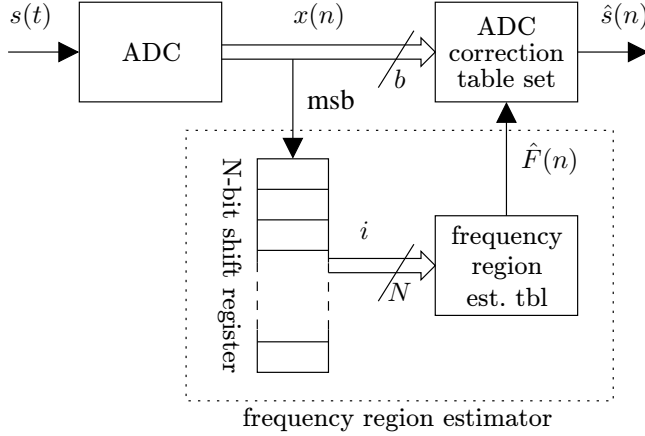 s(t)
ADC
x(n)
b
ADC
correction
table set
ŝ(n)
msb
N-bit shift register
i
N
F̂(n)
frequency
region
est. tbl
frequency region estimator